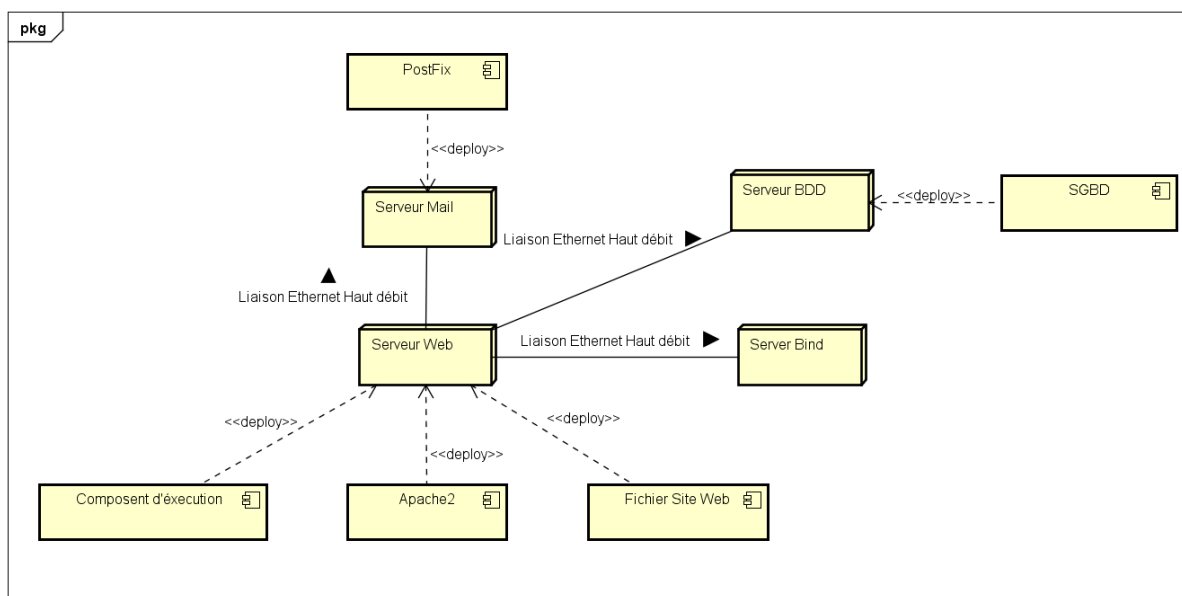 pkg
PostFix
<<deploy>>
Serveur Mail
Serveur BDD
<<deploy>>
SGBD
Liaison Ethernet Haut débit
Liaison Ethernet Haut débit
Serveur Web
Liaison Ethernet Haut débit
Server Bind
<<deploy>>
<<deploy>>
<<deploy>>
Composent d'éxecution
Apache2
Fichier Site Web